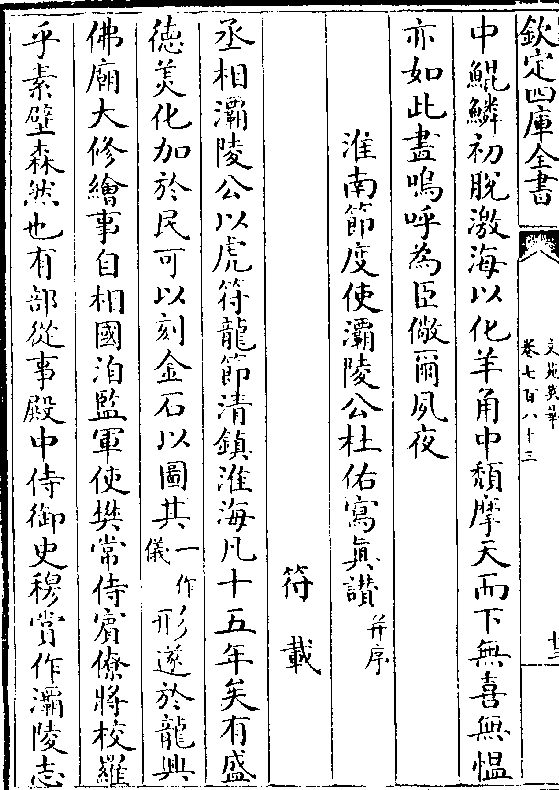 欽定四庫全書
文苑英華
卷七百八十三
中鯤鱗初脫激海以化羊角中頹摩天而下無喜無愠
亦如此盡嗚呼為臣儆爾夙夜
淮南節度使灞陵公杜佑寫眞讃并序
符載
丞相灞陵公以虎符龍節清鎮淮海凡十五年矣有盛
徳美化加於民可以刻金石以圖其一作儀形遂於龍興
佛廟大修繪事自相國洎監軍使樊常侍賓僚將校羅
乎素壁森然也有部從事殿中侍御史穆賞作灞陵志